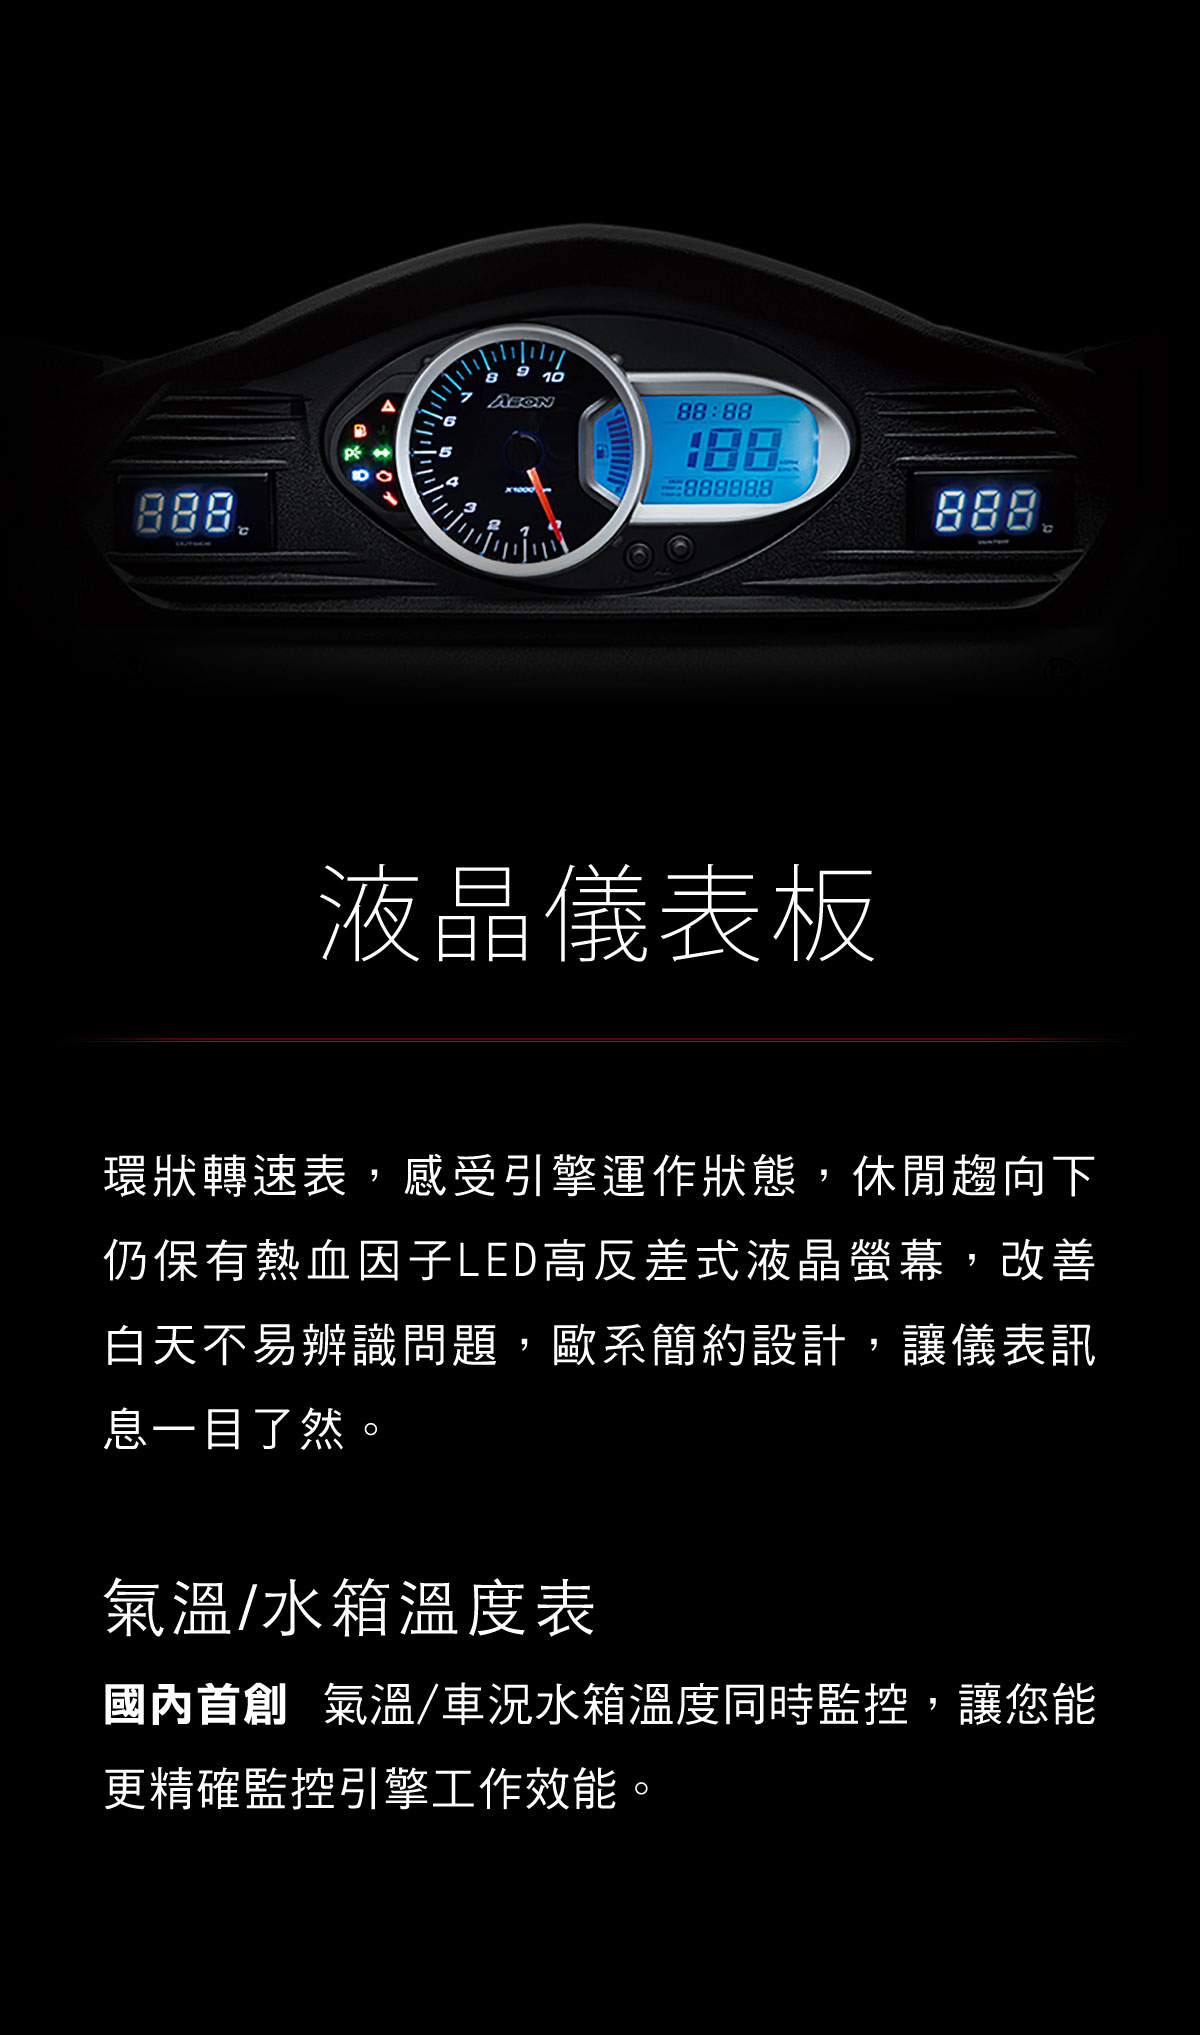 10
9
8
7
6
5
4
3
2
1
AEON
X1000
88:88
188
888888
888 °C
OUTSIDE
888 °C
WATER
液晶儀表板
環狀轉速表，感受引擎運作狀態，休閒趨向下
仍保有熱血因子LED高反差式液晶螢幕，改善
白天不易辨識問題，歐系簡約設計，讓儀表訊
息一目了然。
氣溫/水箱溫度表
國內首創 氣溫/車況水箱溫度同時監控，讓您能
更精確監控引擎工作效能。